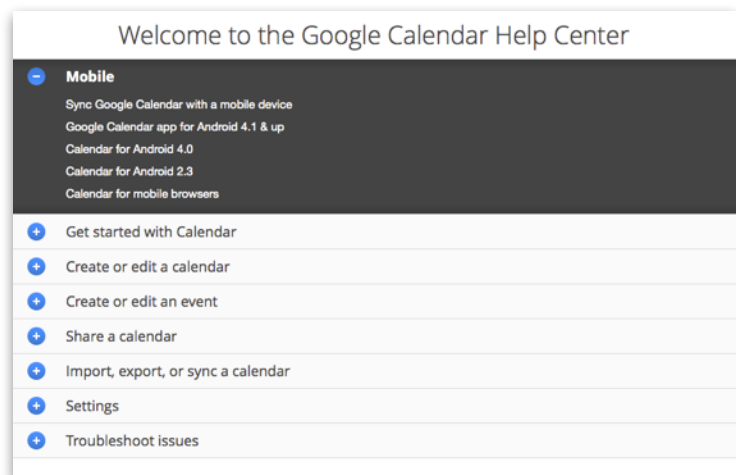 Welcome to the Google Calendar Help Center
Mobile
Sync Google Calendar with a mobile device
Google Calendar app for Android 4.1 & up
Calendar for Android 4.0
Calendar for Android 2.3
Calendar for mobile browsers
Get started with Calendar
Create or edit a calendar
Create or edit an event
Share a calendar
Import, export, or sync a calendar
Settings
Troubleshoot issues